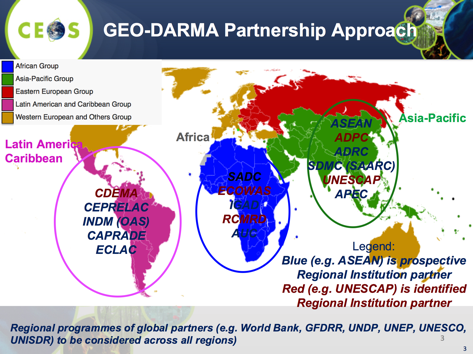 CEOS
GEO-DARMA Partnership Approach
African Group
Asia-Pacific Group
Eastern European Group
Latin American and Caribbean Group
Western European and Others Group
Latin America
Caribbean
CDEMA
CEPRELAC
INDM (OAS)
CAPRADE
ECLAC
Africa
SADC
ECOWAS
IGAD
RCMRD
Asia-Pacific
ASEAN
ADPC
ADRC
SDMC (SAARC)
UNESCAP
APEC
Legend:
Blue (e.g. ASEAN) is prospective
Regional Institution partner
Red (e.g. UNESCAP) is identified
Regional Institution partner
Regional programmes of global partners (e.g. World Bank, GFDRR, UNDP, UNEP, UNESCO,
UNISDR) to be considered across all regions)
3
3